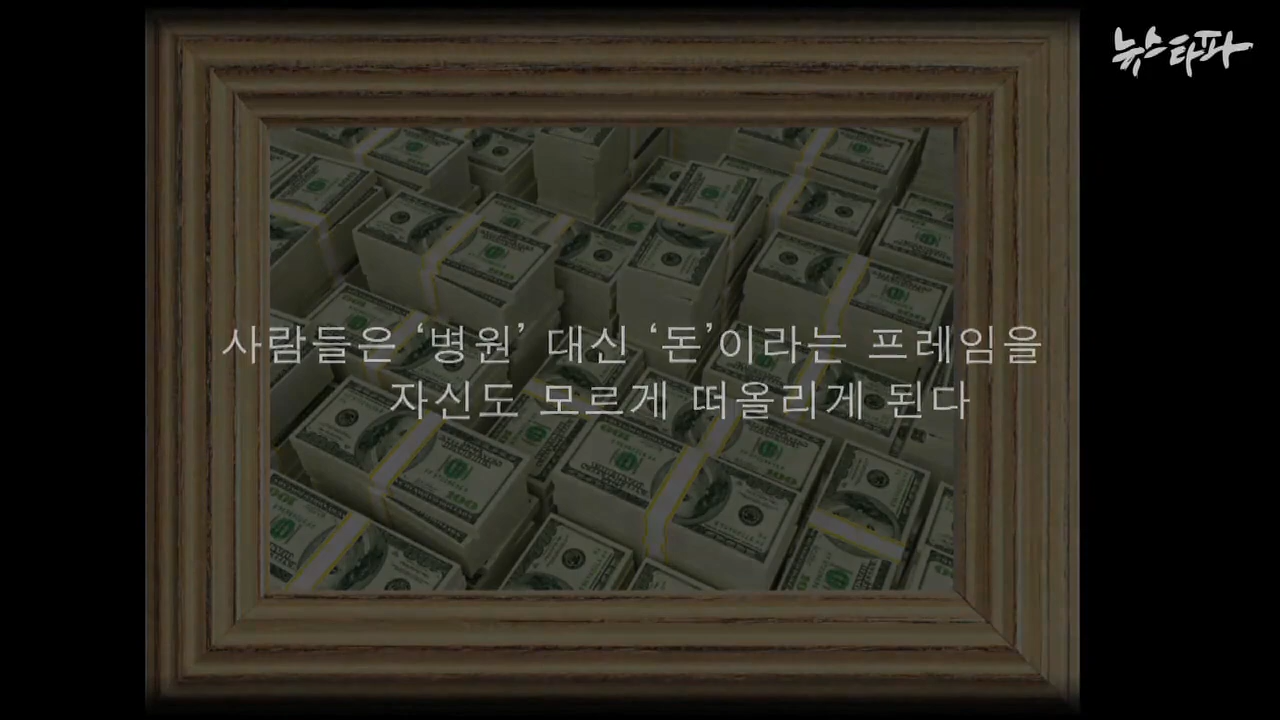 뉴스타파
사람들은 ‘병원’ 대신 ‘돈’이라는 프레임을
자신도 모르게 떠올리게 된다